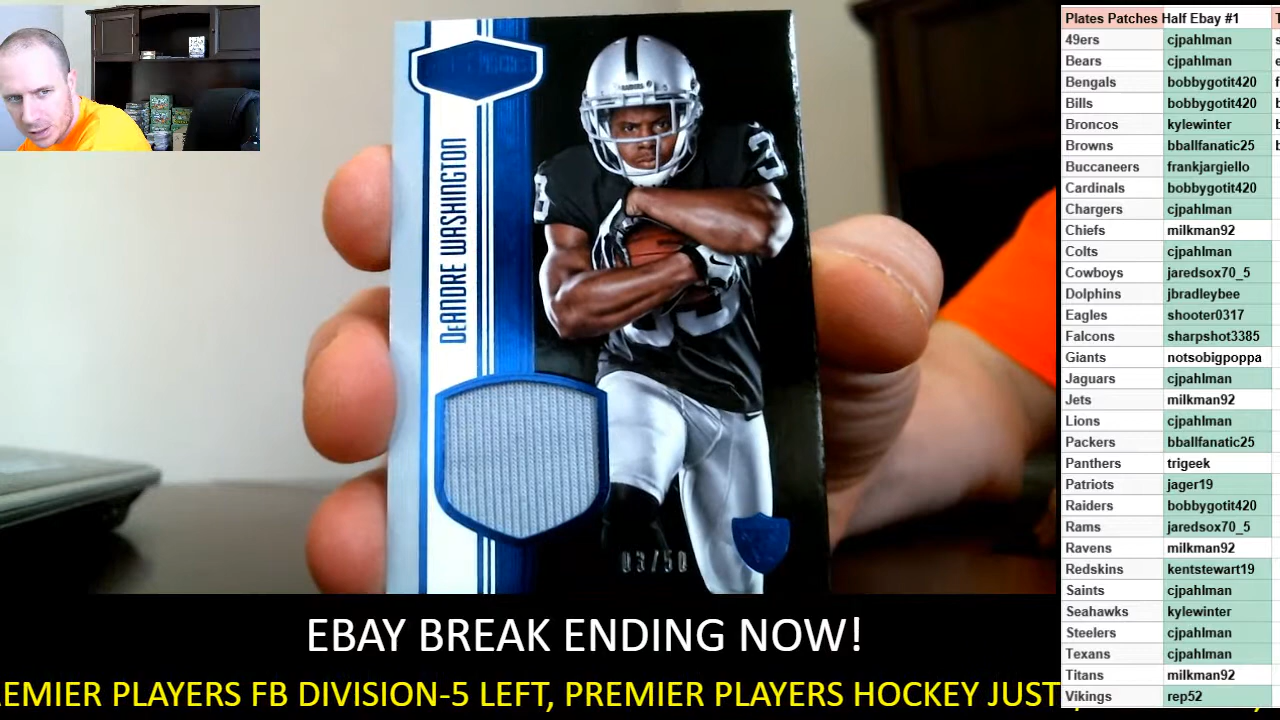 DEANDRE WASHINGTON
RAIDERS
33
03/50
EBAY BREAK ENDING NOW!
EMIER PLAYERS FB DIVISION-5 LEFT, PREMIER PLAYERS HOCKEY JUST
Plates Patches Half Ebay #1
49ers cjpahlman
Bears cjpahlman
Bengals bobbygotit420
Bills bobbygotit420
Broncos kylewinter
Browns bballfanatic25
Buccaneers frankjargiello
Cardinals bobbygotit420
Chargers cjpahlman
Chiefs milkman92
Colts cjpahlman
Cowboys jaredsox70_5
Dolphins jbradleybee
Eagles shooter0317
Falcons sharpshot3385
Giants notsobigpoppa
Jaguars cjpahlman
Jets milkman92
Lions cjpahlman
Packers bballfanatic25
Panthers trigeek
Patriots jager19
Raiders bobbygotit420
Rams jaredsox70_5
Ravens milkman92
Redskins kentstewart19
Saints cjpahlman
Seahawks kylewinter
Steelers cjpahlman
Texans cjpahlman
Titans milkman92
Vikings rep52